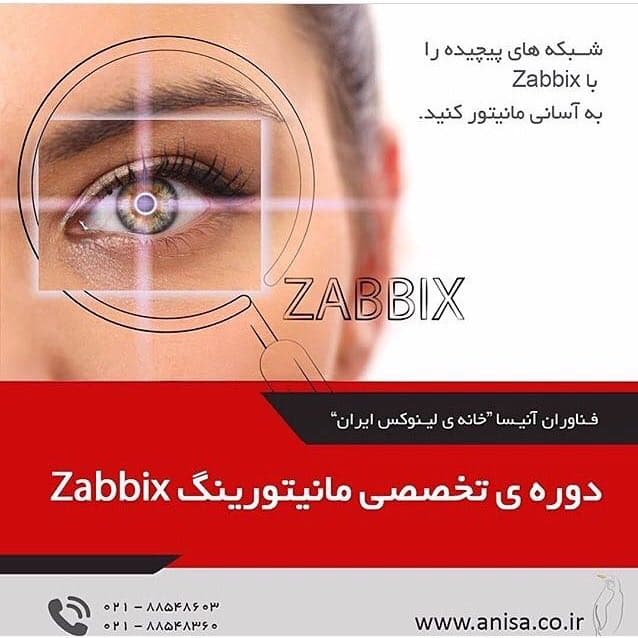 شبکه های پیچیده را
با Zabbix
به آسانی مانیتور کنید.
ZABBIX
فناوران آنیسا "خانه ی لینوکس ایران"
دوره ی تخصصی مانیتورینگ Zabbix
۰۲۱ – ۸۸۵۴۸۶۰۳
۰۲۱ – ۸۸۵۴۸۳۶۰
www.anisa.co.ir